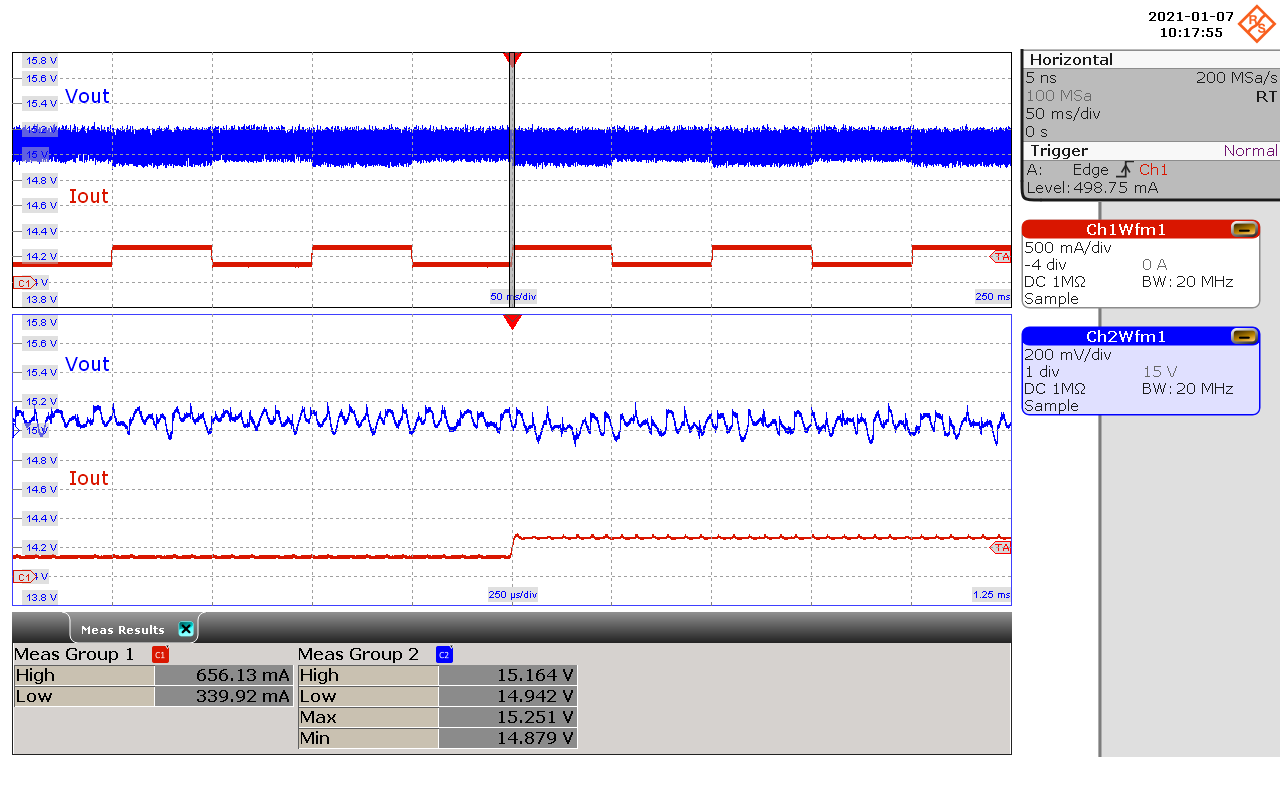 2021-01-07
10:17:55
R/S
15.8 V
15.6 V
15.4 V
15.2 V
15 V
14.8 V
14.6 V
14.4 V
14.2 V
C1 V
13.8 V
Vout
Iout
TA
50 ms/div
250 ms
15.8 V
15.6 V
15.4 V
15.2 V
15 V
14.8 V
14.6 V
14.4 V
14.2 V
C1 V
13.8 V
Vout
Iout
TA
250 µs/div
1.25 ms
Horizontal
5 ns 200 MSa/s
100 MSa RT
50 ms/div
0 s
Trigger Normal
A: Edge Ch1
Level: 498.75 mA
Ch1Wfm1
500 mA/div
-4 div 0 A
DC 1MΩ BW: 20 MHz
Sample
Ch2Wfm1
200 mV/div
1 div 15 V
DC 1MΩ BW: 20 MHz
Sample
Meas Results
Meas Group 1 C1
High 656.13 mA
Low 339.92 mA
Meas Group 2 C2
High 15.164 V
Low 14.942 V
Max 15.251 V
Min 14.879 V